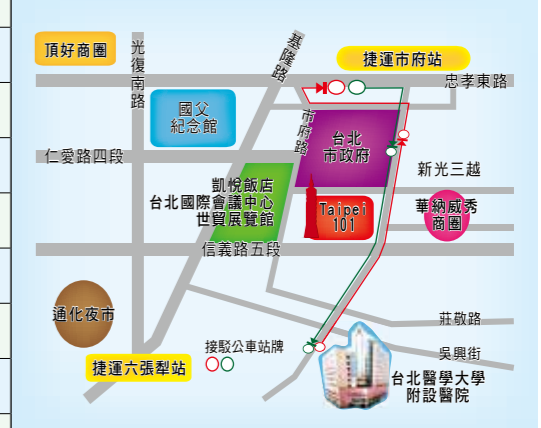 頂好商圈
光復南路
基隆路
捷運市府站
忠孝東路
國父
紀念館
市府路
台北
市政府
仁愛路四段
新光三越
凱悅飯店
台北國際會議中心
世貿展覽館
Taipei
101
華納威秀
商圈
信義路五段
通化夜市
莊敬路
接駁公車站牌
吳興街
捷運六張犁站
台北醫學大學
附設醫院